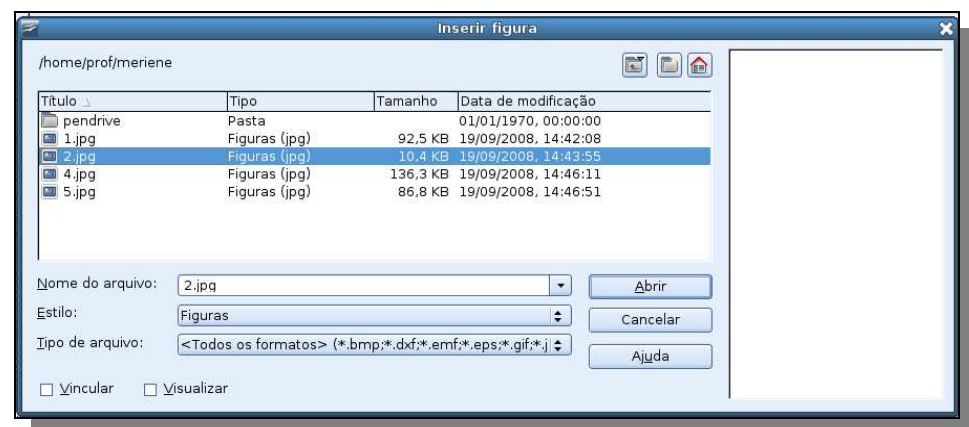 Inserir figura
/home/prof/meriene
Título Tipo Tamanho Data de modificação
pendrive Pasta 01/01/1970, 00:00:00
1.jpg Figuras (jpg) 92,5 KB 19/09/2008, 14:42:08
2.jpg Figuras (jpg) 10,4 KB 19/09/2008, 14:43:55
4.jpg Figuras (jpg) 136,3 KB 19/09/2008, 14:46:11
5.jpg Figuras (jpg) 86,8 KB 19/09/2008, 14:46:51
Nome do arquivo: 2.jpg Abrir
Estilo: Figuras Cancelar
Tipo de arquivo: <Todos os formatos> (*.bmp;*.dxf;*.emf;*.eps;*.gif;*.j Ajuda
Vincular Visualizar